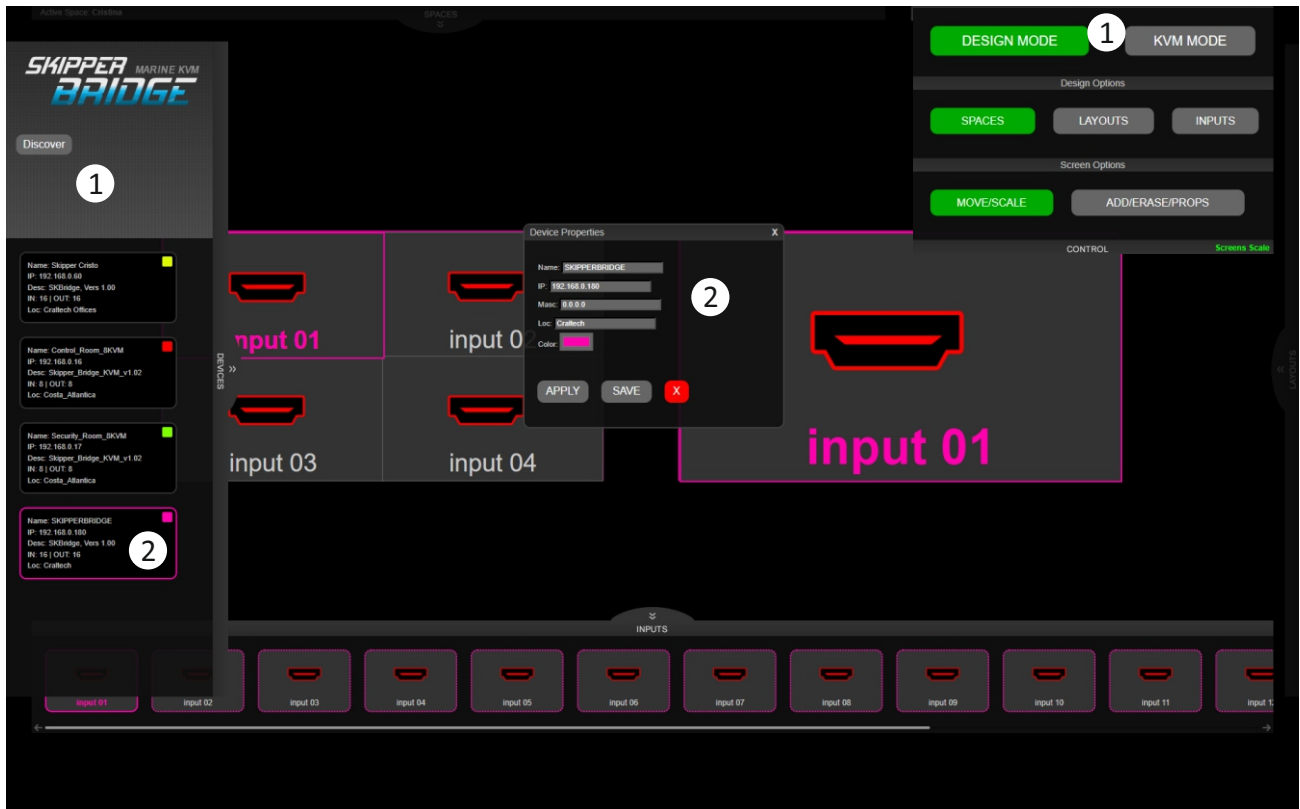 Active Space: Cristina
SPACES
SKIPPER MARINE KVM
BRIDGE
Discover
1
Name: Skipper Cristo
IP: 192.168.0.60
Desc: SKBridge, Vers 1.00
IN: 16 | OUT: 16
Loc: Craltech Offices
Name: Control_Room_8KVM
IP: 192.168.0.16
Desc: Skipper_Bridge_KVM_v1.02
IN: 8 | OUT: 8
Loc: Costa_Atlantica
Name: Security_Room_8KVM
IP: 192.168.0.17
Desc: Skipper_Bridge_KVM_v1.02
IN: 8 | OUT: 8
Loc: Costa_Atlantica
Name: SKIPPERBRIDGE
IP: 192.168.0.180
Desc: SKBridge, Vers 1.00
IN: 16 | OUT: 16
Loc: Craltech
2
DEVICES
»
input 01
input 02
input 03
input 04
Device Properties X
Name: SKIPPERBRIDGE
IP: 192.168.0.180
Masc: 0.0.0.0
Loc: Craltech
Color:
2
APPLY SAVE X
input 01
DESIGN MODE 1 KVM MODE
Design Options
SPACES LAYOUTS INPUTS
Screen Options
MOVE/SCALE ADD/ERASE/PROPS
CONTROL Screens Scale
« LAYOUTS
INPUTS
input 01 input 02 input 03 input 04 input 05 input 06 input 07 input 08 input 09 input 10 input 11 input 12